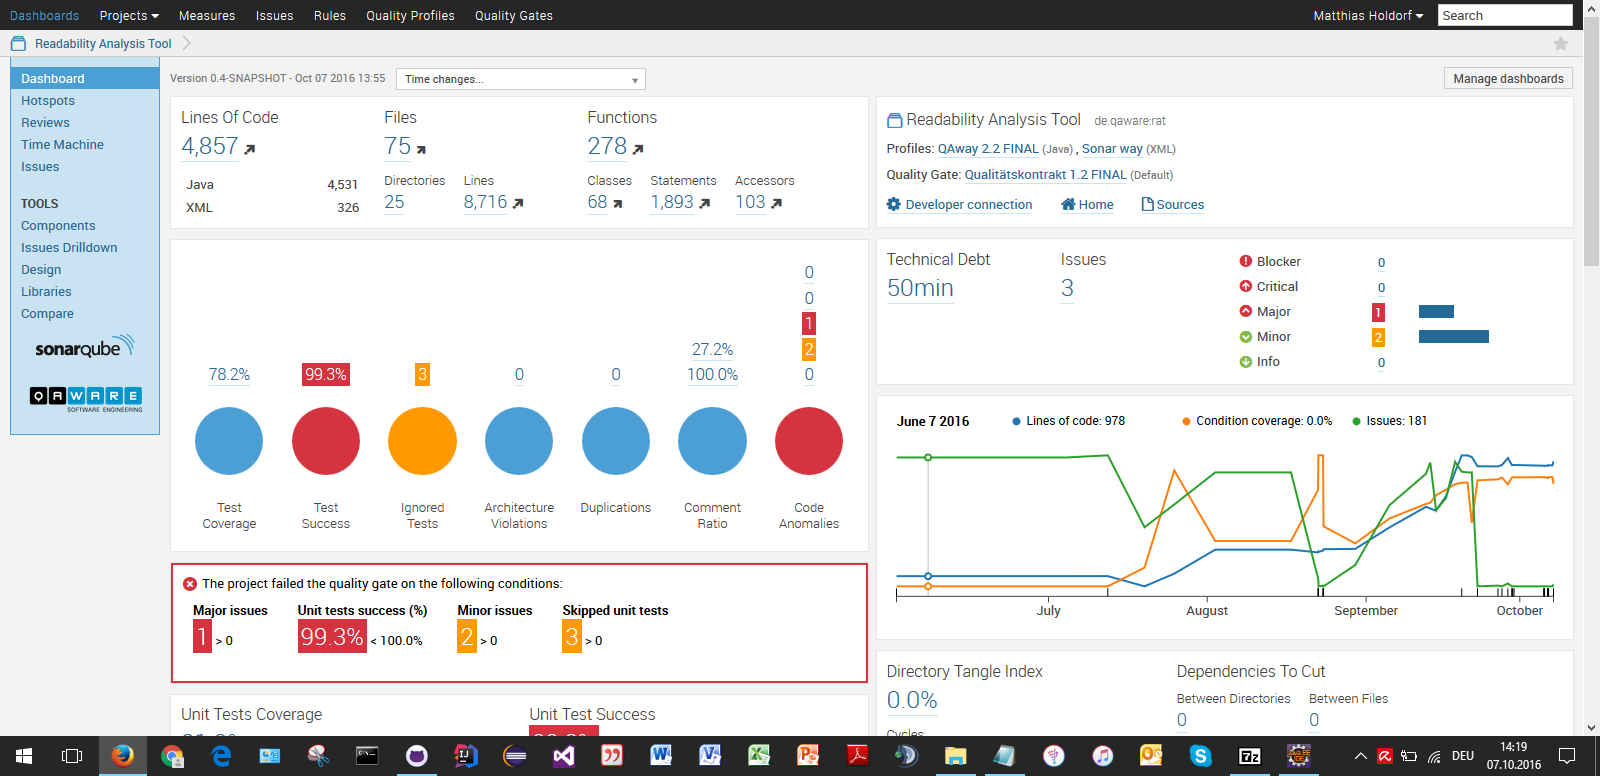 Dashboards Projects Measures Issues Rules Quality Profiles Quality Gates Matthias Holdorf Search
Readability Analysis Tool
Dashboard
Hotspots
Reviews
Time Machine
Issues
TOOLS
Components
Issues Drilldown
Design
Libraries
Compare
sonarqube
QAWARE
SOFTWARE ENGINEERING
Version 0.4-SNAPSHOT - Oct 07 2016 13:55 Time changes... Manage dashboards
Lines Of Code Files Functions
4,857 75 278
Java 4,531
XML 326
Directories Lines Classes Statements Accessors
25 8,716 68 1,893 103
0
0
1
27.2% 2
78.2% 99.3% 3 0 0 100.0% 0
Test Coverage
Test Success
Ignored Tests
Architecture Violations
Duplications
Comment Ratio
Code Anomalies
The project failed the quality gate on the following conditions:
Major issues Unit tests success (%) Minor issues Skipped unit tests
1 > 0 99.3% < 100.0% 2 > 0 3 > 0
Unit Tests Coverage Unit Test Success
Readability Analysis Tool de.qaware:rat
Profiles: QAway 2.2 FINAL (Java) , Sonar way (XML)
Quality Gate: Qualitätskontrakt 1.2 FINAL (Default)
Developer connection Home Sources
Technical Debt Issues
50min 3
Blocker 0
Critical 0
Major 1
Minor 2
Info 0
June 7 2016 Lines of code: 978 Condition coverage: 0.0% Issues: 181
July August September October
Directory Tangle Index Dependencies To Cut
0.0% Between Directories Between Files
0 0
Cycles
DEU 14:19
07.10.2016